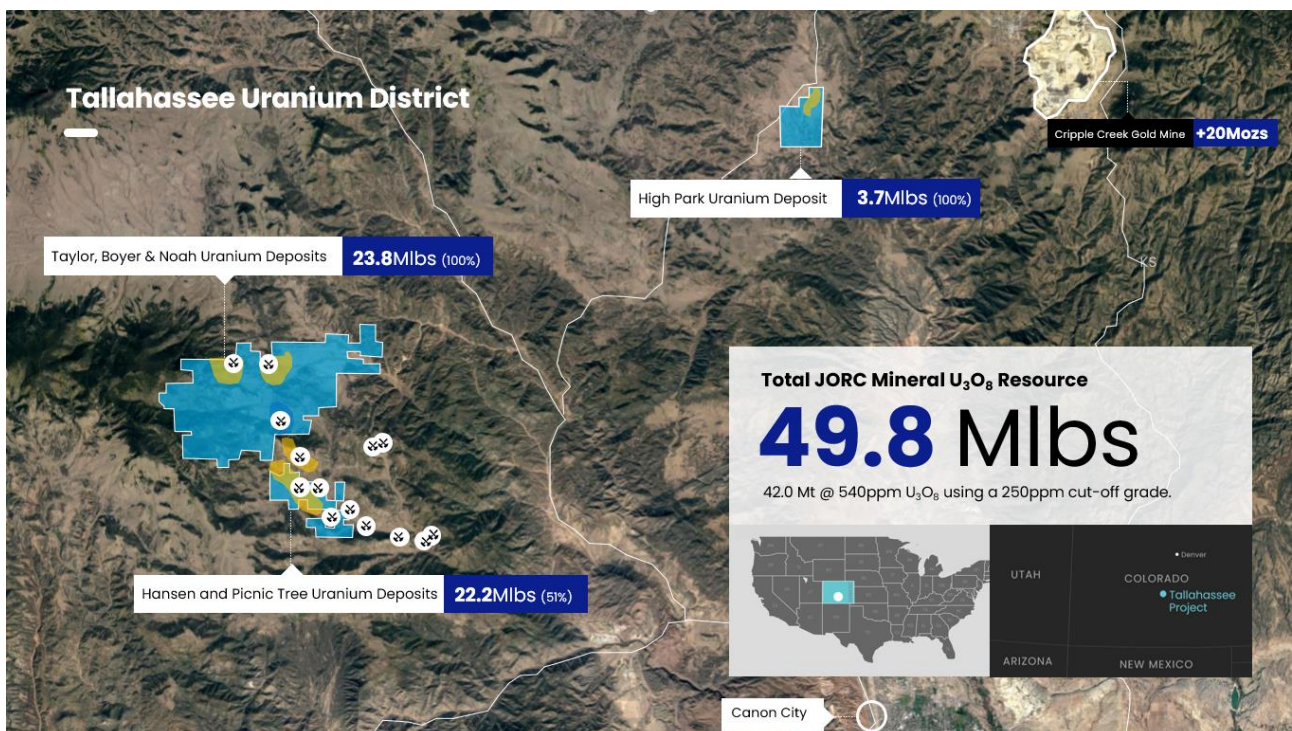 Tallahassee Uranium District
Cripple Creek Gold Mine +20Mozs
High Park Uranium Deposit 3.7Mlbs (100%)
Taylor, Boyer & Noah Uranium Deposits 23.8Mlbs (100%)
KS
Total JORC Mineral U₃O₈ Resource
49.8 Mlbs
42.0 Mt @ 540ppm U₃O₈ using a 250ppm cut-off grade.
Hansen and Picnic Tree Uranium Deposits 22.2Mlbs (51%)
Denver
UTAH
COLORADO
Tallahassee
Project
ARIZONA
NEW MEXICO
Canon City